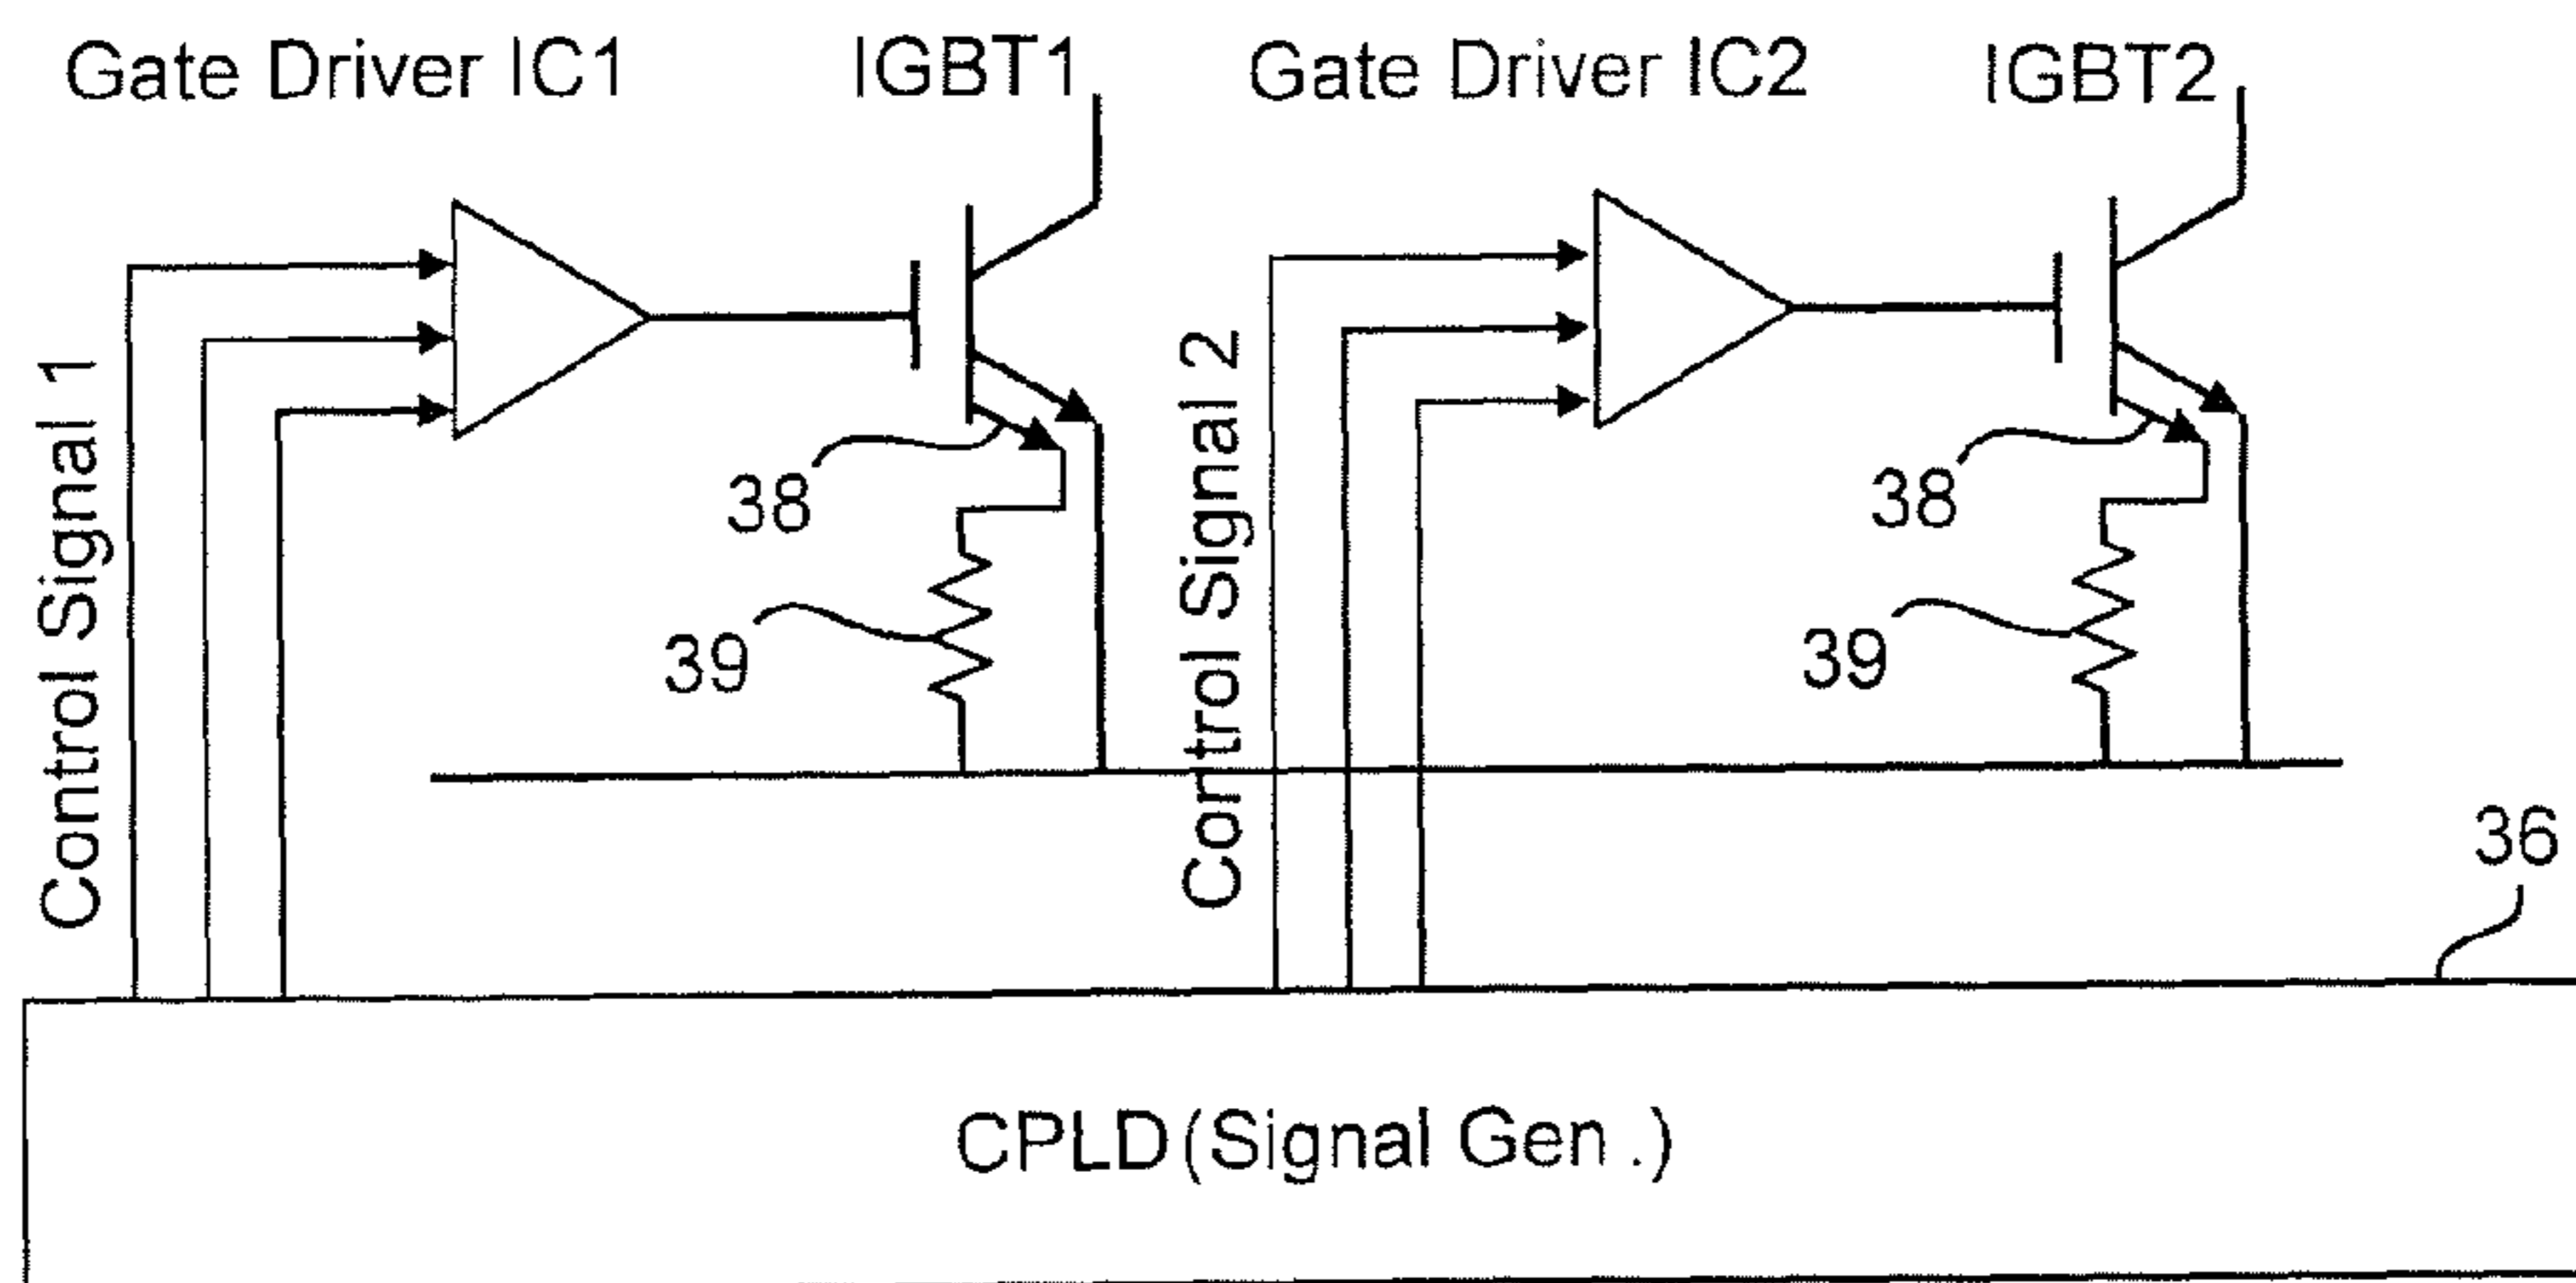 Gate Driver IC1
IGBT1
Gate Driver IC2
IGBT2
Control Signal 1
38
39
Control Signal 2
38
39
36
CPLD(Signal Gen.)